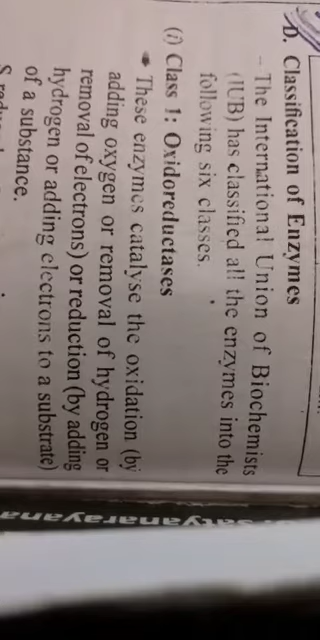 D. Classification of Enzymes
– The International Union of Biochemists
(IUB) has classified all the enzymes into the
following six classes.
(i) Class 1: Oxidoreductases
These enzymes catalyse the oxidation (by
adding oxygen or removal of hydrogen or
removal of electrons) or reduction (by adding
hydrogen or adding electrons to a substrate)
of a substance.